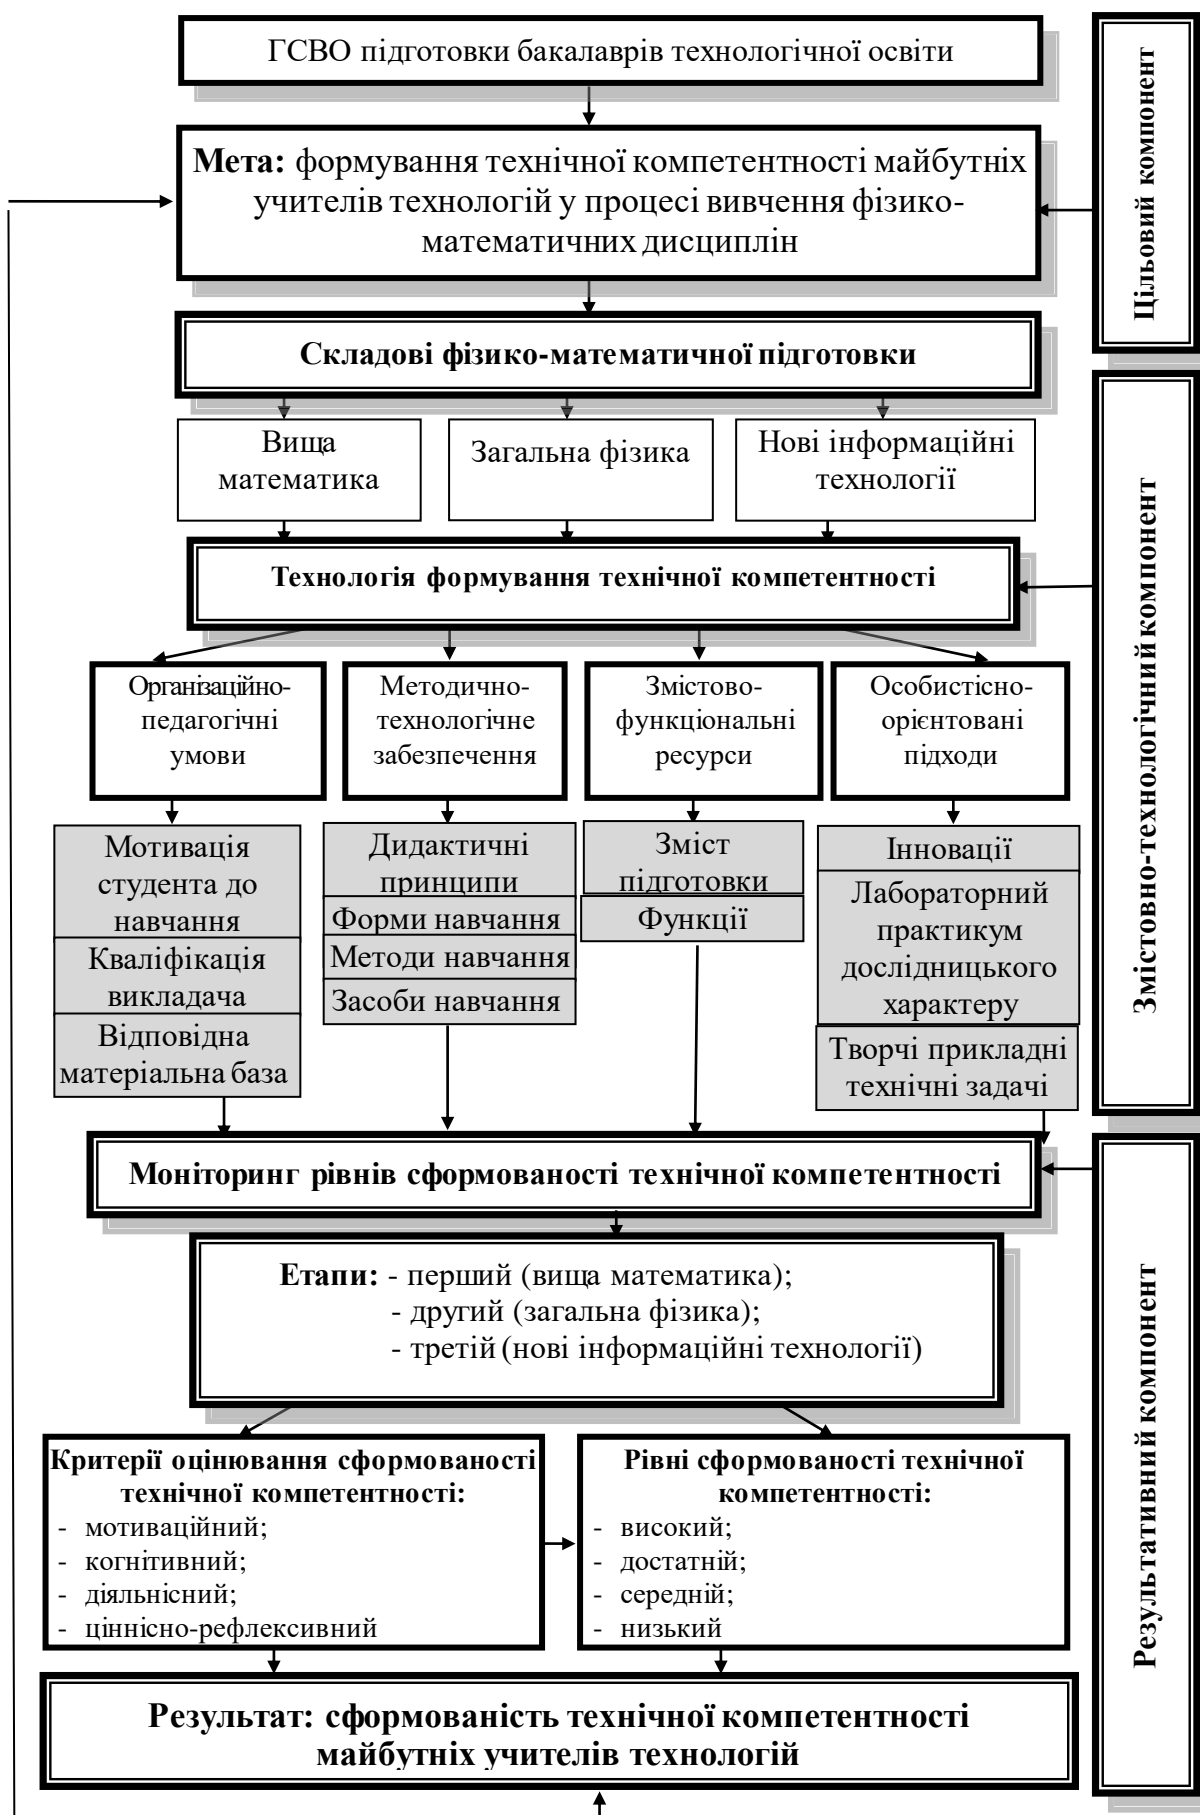 ГСВО підготовки бакалаврів технологічної освіти
Мета: формування технічної компетентності майбутніх
учителів технологій у процесі вивчення фізико-
математичних дисциплін
Цільовий компонент
Складові фізико-математичної підготовки
Вища
математика
Загальна фізика
Нові інформаційні
технології
Технологія формування технічної компетентності
Змістовно-технологічний компонент
Організаційно-
педагогічні
умови
Методично-
технологічне
забезпечення
Змістово-
функціональні
ресурси
Особистісно-
орієнтовані
підходи
Мотивація
студента до
навчання
Кваліфікація
викладача
Відповідна
матеріальна база
Дидактичні
принципи
Форми навчання
Методи навчання
Засоби навчання
Зміст
підготовки
Функції
Інновації
Лабораторний
практикум
дослідницького
характеру
Творчі прикладні
технічні задачі
Моніторинг рівнів сформованості технічної компетентності
Етапи: - перший (вища математика);
- другий (загальна фізика);
- третій (нові інформаційні технології)
Результативний компонент
Критерії оцінювання сформованості
технічної компетентності:
- мотиваційний;
- когнітивний;
- діяльнісний;
- ціннісно-рефлексивний
Рівні сформованості технічної
компетентності:
- високий;
- достатній;
- середній;
- низький
Результат: сформованість технічної компетентності
майбутніх учителів технологій